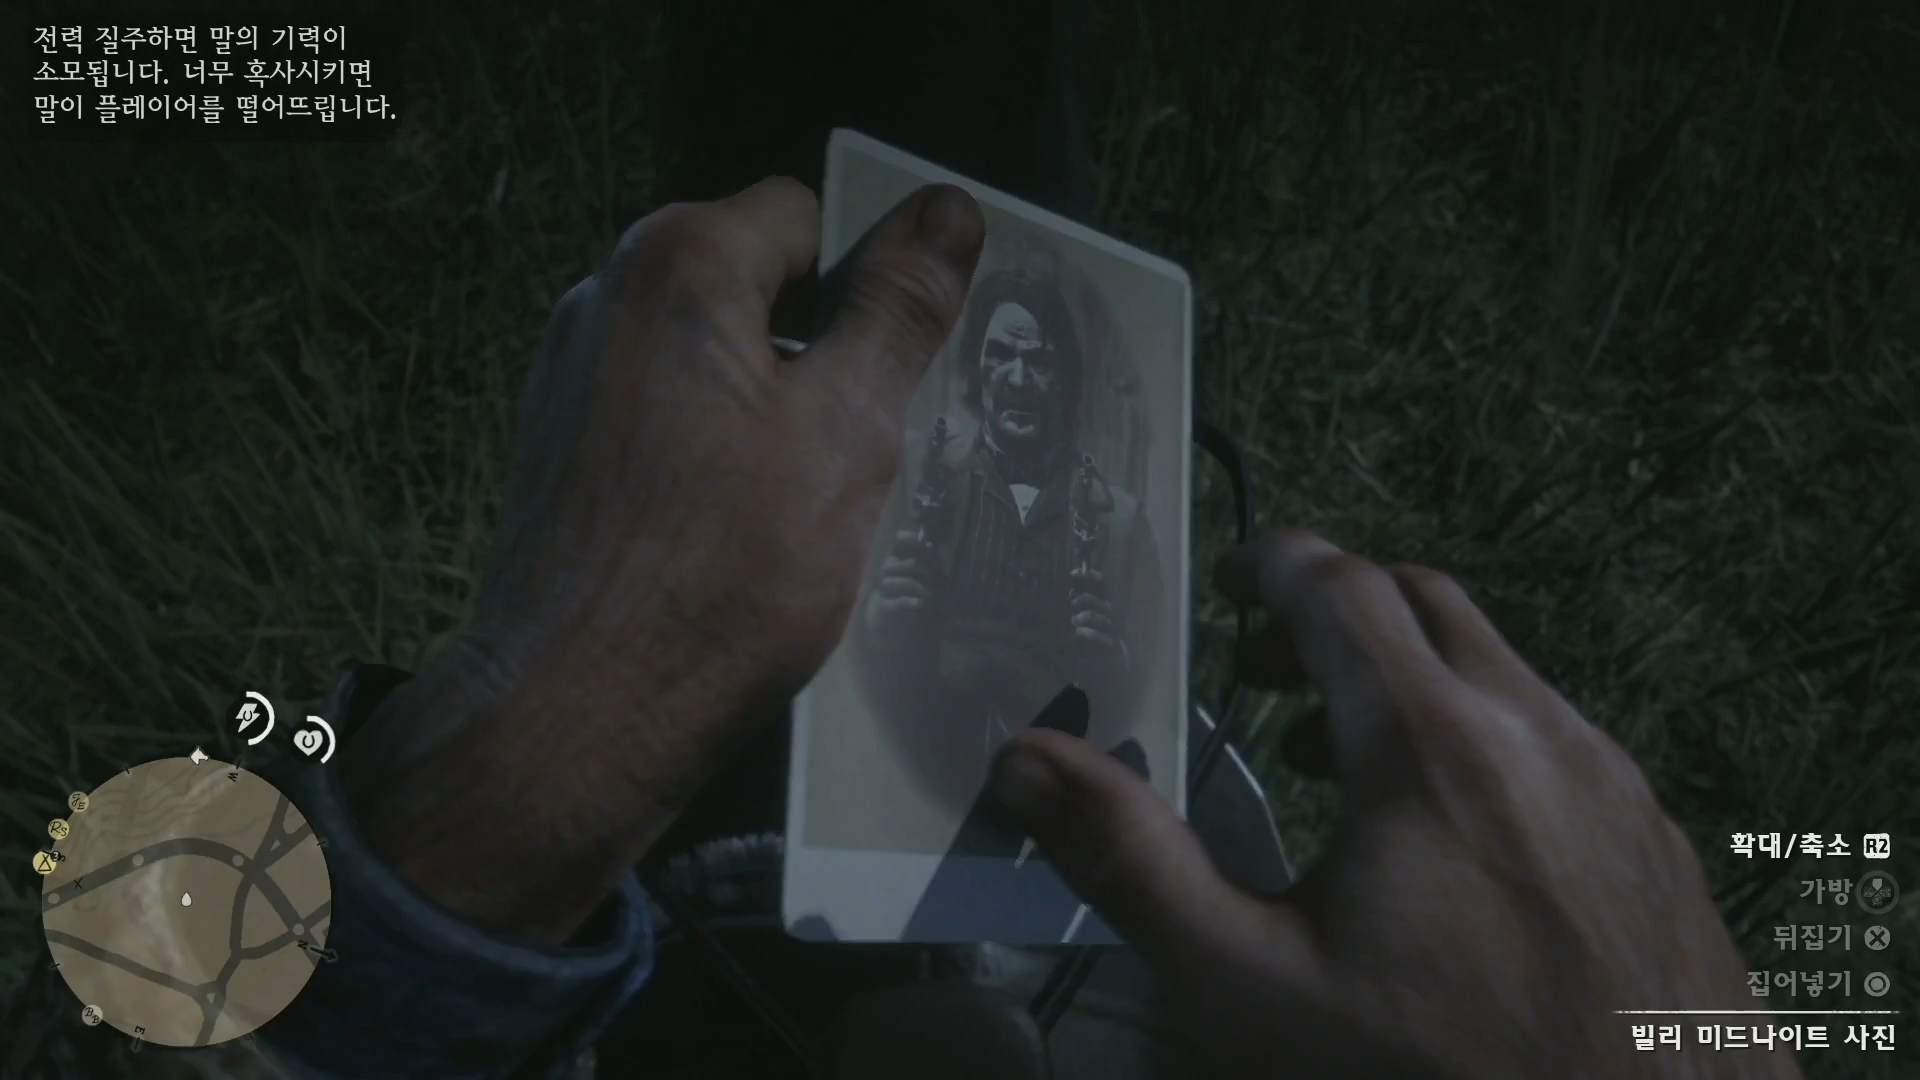 전력 질주하면 말의 기력이
소모됩니다. 너무 혹사시키면
말이 플레이어를 떨어뜨립니다.
W
RS
N
BB
E
확대/축소 R2
가방
뒤집기
집어넣기
빌리 미드나이트 사진